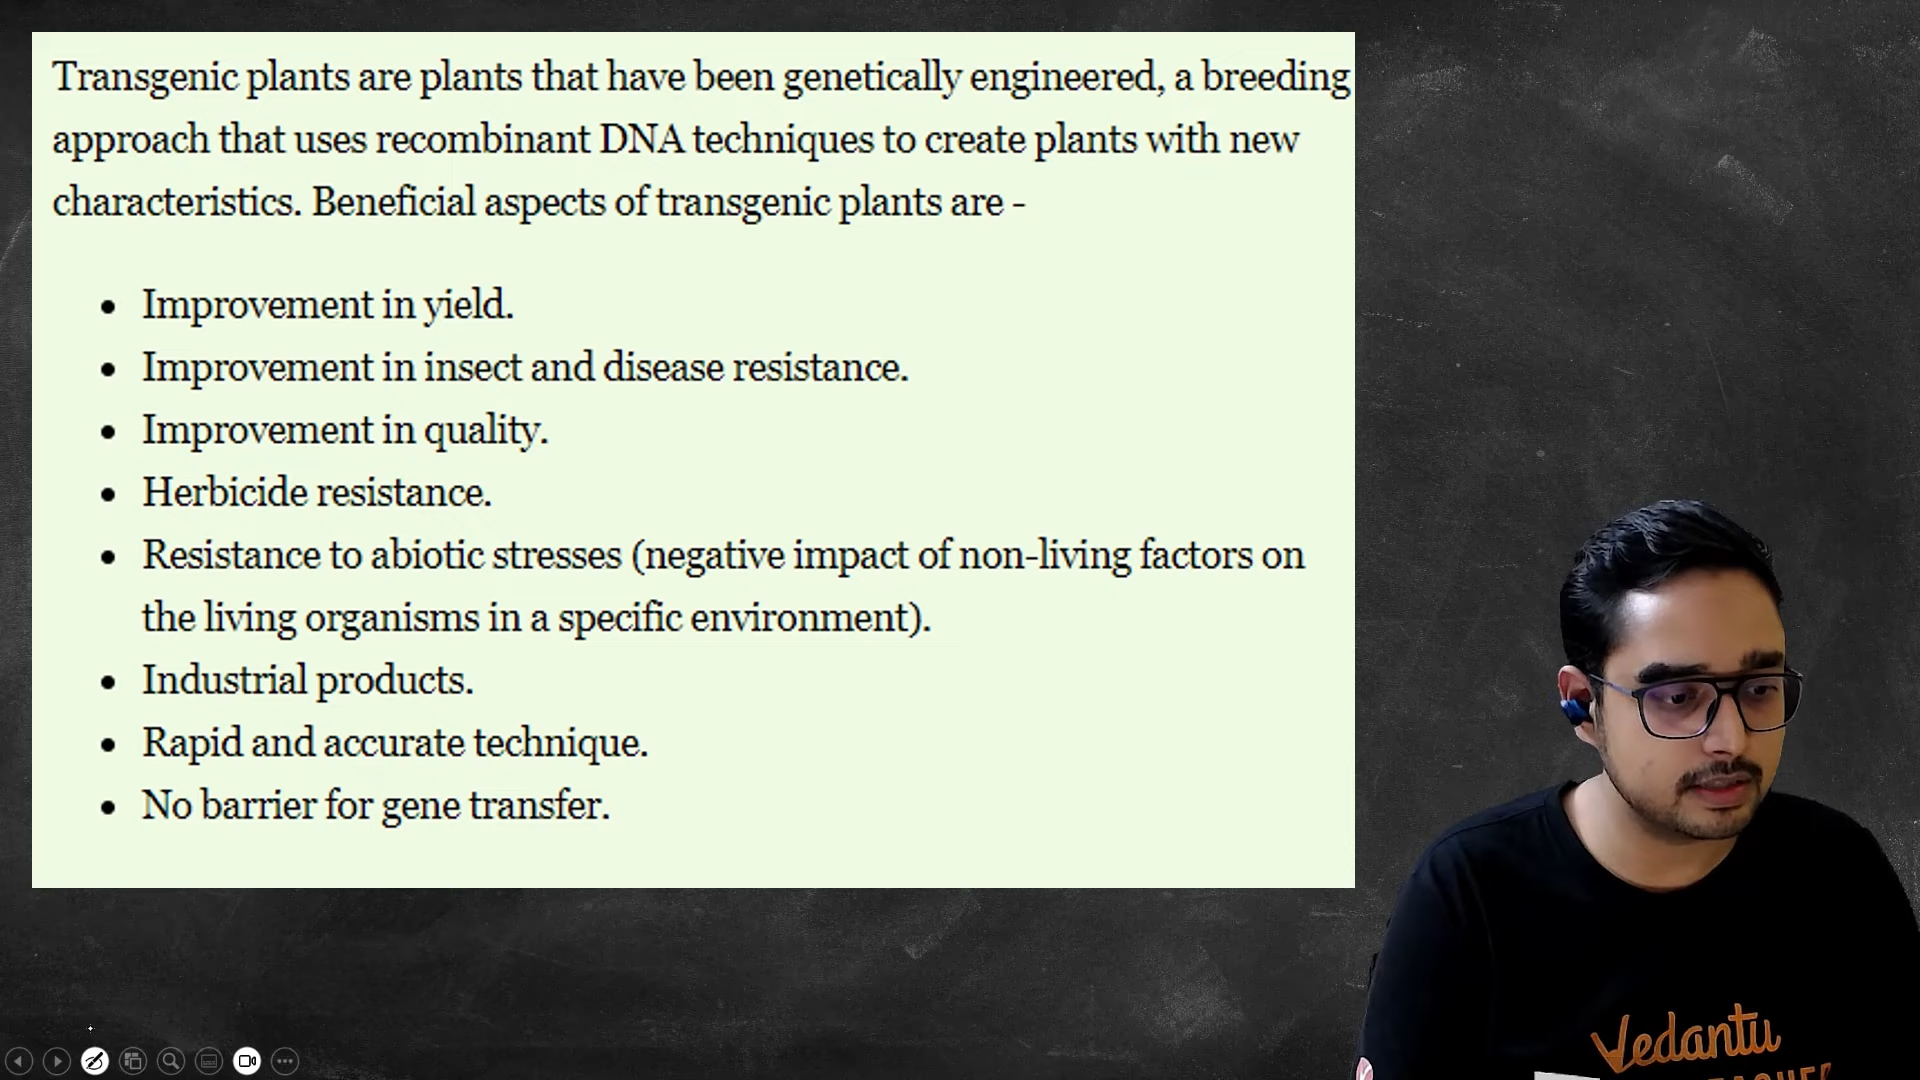 Transgenic plants are plants that have been genetically engineered, a breeding
approach that uses recombinant DNA techniques to create plants with new
characteristics. Beneficial aspects of transgenic plants are -
• Improvement in yield.
• Improvement in insect and disease resistance.
• Improvement in quality.
• Herbicide resistance.
• Resistance to abiotic stresses (negative impact of non-living factors on
the living organisms in a specific environment).
• Industrial products.
• Rapid and accurate technique.
• No barrier for gene transfer.
Vedantu